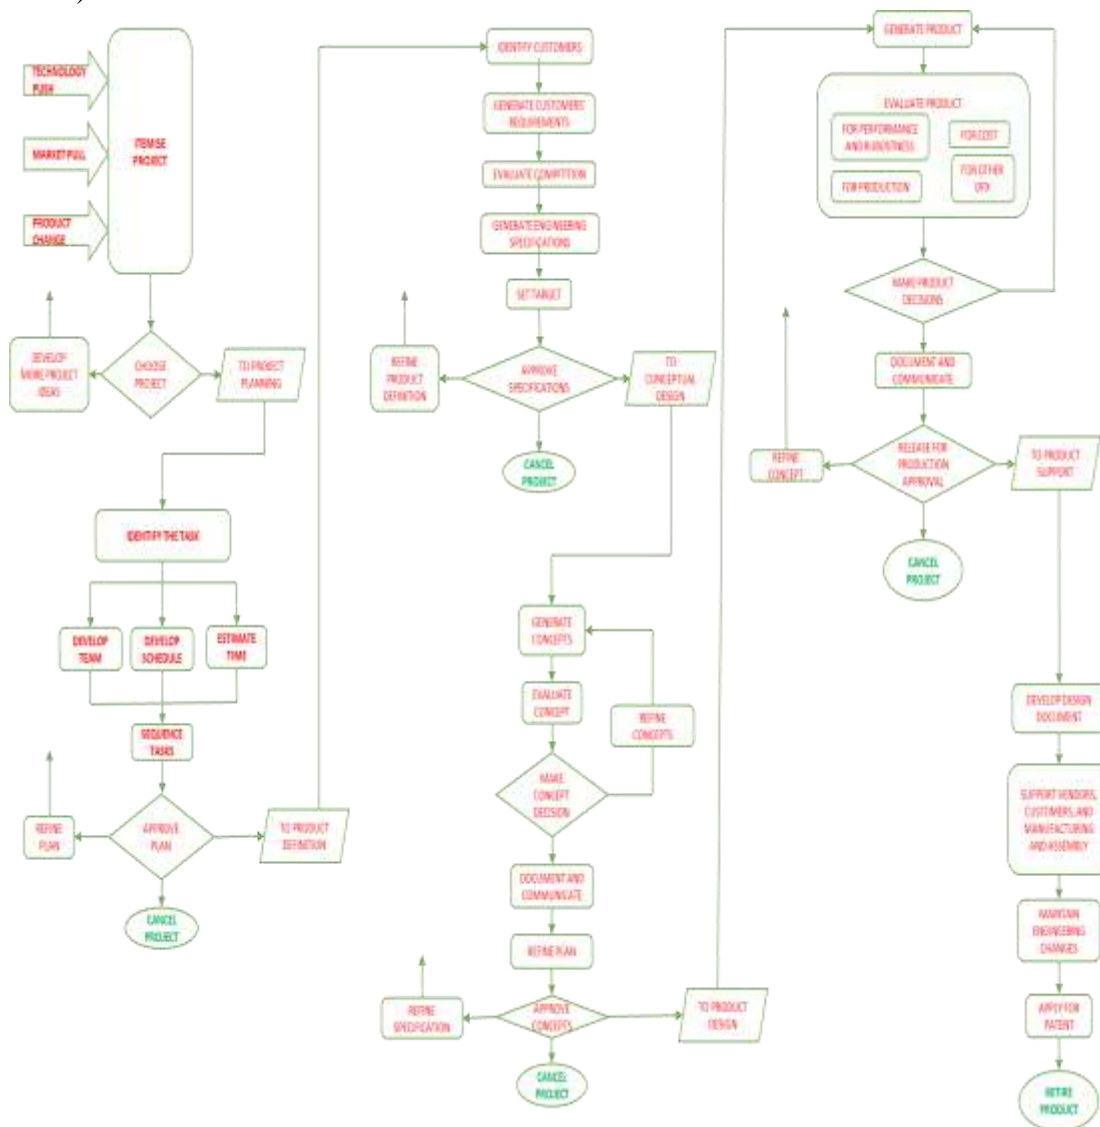 TECHNOLOGY
PUSH
MARKET PULL
PRODUCT
CHANGE
ITEMISE
PROJECT
DEVELOP
MORE PROJECT
IDEAS
CHOOSE
PROJECT
TO PROJECT
PLANNING
IDENTIFY THE TASK
DEVELOP
TEAM
DEVELOP
SCHEDULE
ESTIMATE
TIME
SEQUENCE
TASKS
REFINE
PLAN
APPROVE
PLAN
TO PRODUCT
DEFINITION
CANCEL
PROJECT
IDENTIFY CUSTOMERS
GENERATE CUSTOMERS'
REQUIREMENTS
EVALUATE COMPTITION
GENERATE ENGINEERING
SPECIFICATIONS
SET TARGET
REFINE
PRODUCT
DEFINITION
APPROVE
SPECIFICATIONS
TO
CONCEPTUAL
DESIGN
CANCEL
PROJECT
GENERATE
CONCEPTS
EVALUATE
CONCEPT
REFINE
CONCEPTS
MAKE
CONCEPT
DECISION
DOCUMENT AND
COMMUNICATE
REFINE PLAN
REFINE
SPECIFICATION
APPROVE
CONCEPTS
TO PRODUCT
DESIGN
CANCEL
PROJECT
GENERATE PRODUCT
EVALUATE PRODUCT
FOR PERFORMANCE
AND RUBOSTNESS
FOR COST
FOR PRODUCTION
FOR OTHER
DFX
MAKE PRODUCT
DECISIONS
DOCUMENT AND
COMMUNICATE
REFINE
CONCEPT
RELEASE FOR
PRODUCTION
APPROVAL
TO PRODUCT
SUPPORT
CANCEL
PROJECT
DEVELOP DESIGN
DOCUMENT
SUPPORT VENDORS,
CUSTOMERS, AND
MANUFACTURING
AND ASSEMBLY
MAINTAIN
ENGINEERING
CHANGES
APPLY FOR
PATENT
RETIRE
PRODUCT